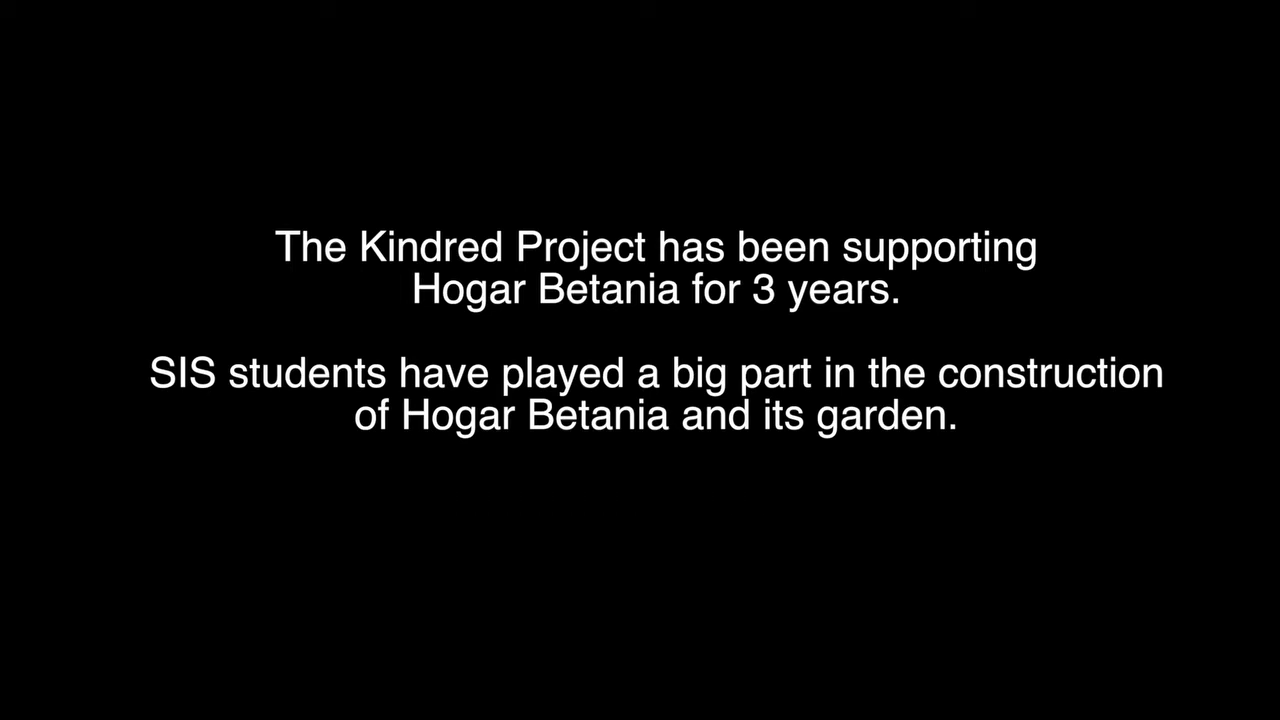 The Kindred Project has been supporting
Hogar Betania for 3 years.
SIS students have played a big part in the construction
of Hogar Betania and its garden.